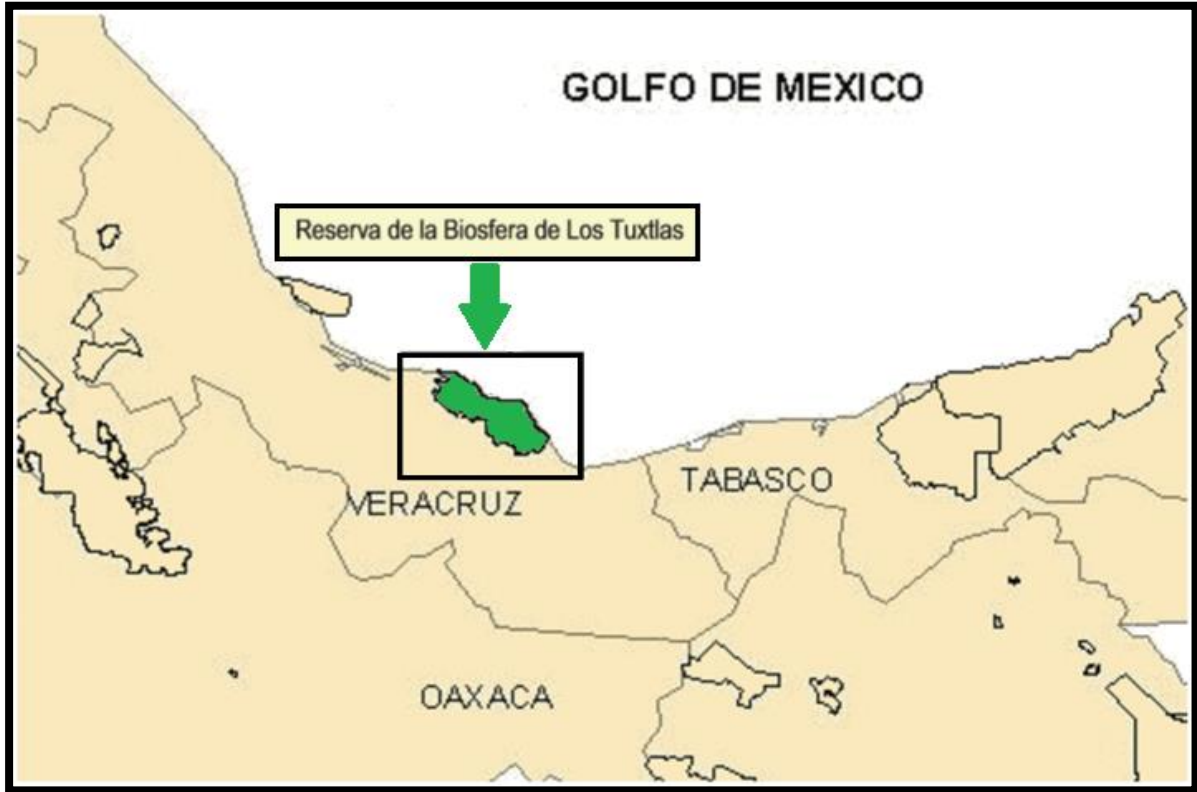 GOLFO DE MEXICO
Reserva de la Biosfera de Los Tuxtlas
TABASCO
VERACRUZ
OAXACA